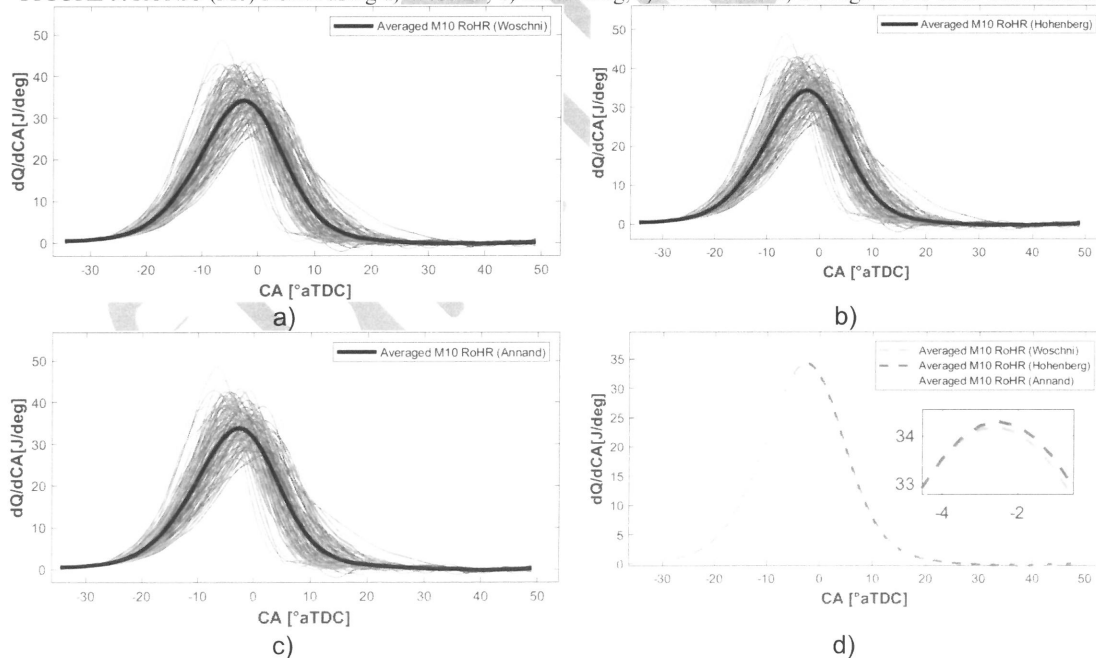 Averaged M10 RoHR (Woschni)
50
40
30
20
10
0
dQ/dCA[J/deg]
-30 -20 -10 0 10 20 30 40 50
CA [°aTDC]
a)
Averaged M10 RoHR (Hohenberg)
50
40
30
20
10
0
dQ/dCA[J/deg]
-30 -20 -10 0 10 20 30 40 50
CA [°aTDC]
b)
Averaged M10 RoHR (Annand)
50
40
30
20
10
0
dQ/dCA[J/deg]
-30 -20 -10 0 10 20 30 40 50
CA [°aTDC]
c)
Averaged M10 RoHR (Woschni)
Averaged M10 RoHR (Hohenberg)
Averaged M10 RoHR (Annand)
35
30
25
20
15
10
5
0
dQ/dCA[J/deg]
34
33
-4 -2
-30 -20 -10 0 10 20 30 40 50
CA [°aTDC]
d)